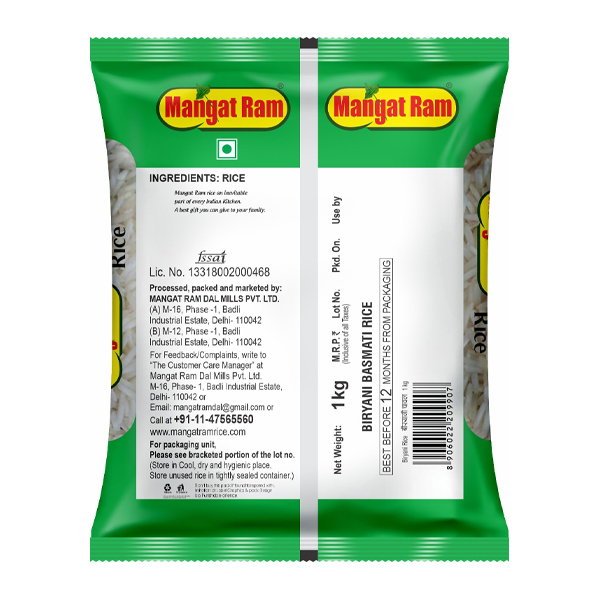 Mangat Ram
INGREDIENTS: RICE
Mangat Ram rice an Inevitable
part of every Indian Kitchen.
A best gift you can give to your family.
fssai
Lic. No. 13318002000468
Processed, packed and marketed by:
MANGAT RAM DAL MILLS PVT. LTD.
(A) M-16, Phase -1, Badli
Industrial Estate, Delhi- 110042
(B) M-12, Phase -1, Badli
Industrial Estate, Delhi- 110042
For Feedback/Complaints, write to
"The Customer Care Manager" at
Mangat Ram Dal Mills Pvt. Ltd.
M-16, Phase- 1, Badli Industrial Estate,
Delhi- 110042 or
Email: mangatramdal@gmail.com or
Call at +91-11-47565560
www.mangatramrice.com
For packaging unit,
Please see bracketed portion of the lot no.
(Store in Cool, dry and hygienic place.
Store unused rice in tightly sealed container.)
Rice
Mangat Ram
Net Weight: 1kg M.R.P.₹ Lot No. Pkd. On. Use by
(Inclusive of all Taxes)
BIRYANI BASMATI RICE
BEST BEFORE 12 MONTHS FROM PACKAGING
Biryani Rice बिरयानी चावल 1 kg
8 906022 209907
Rice